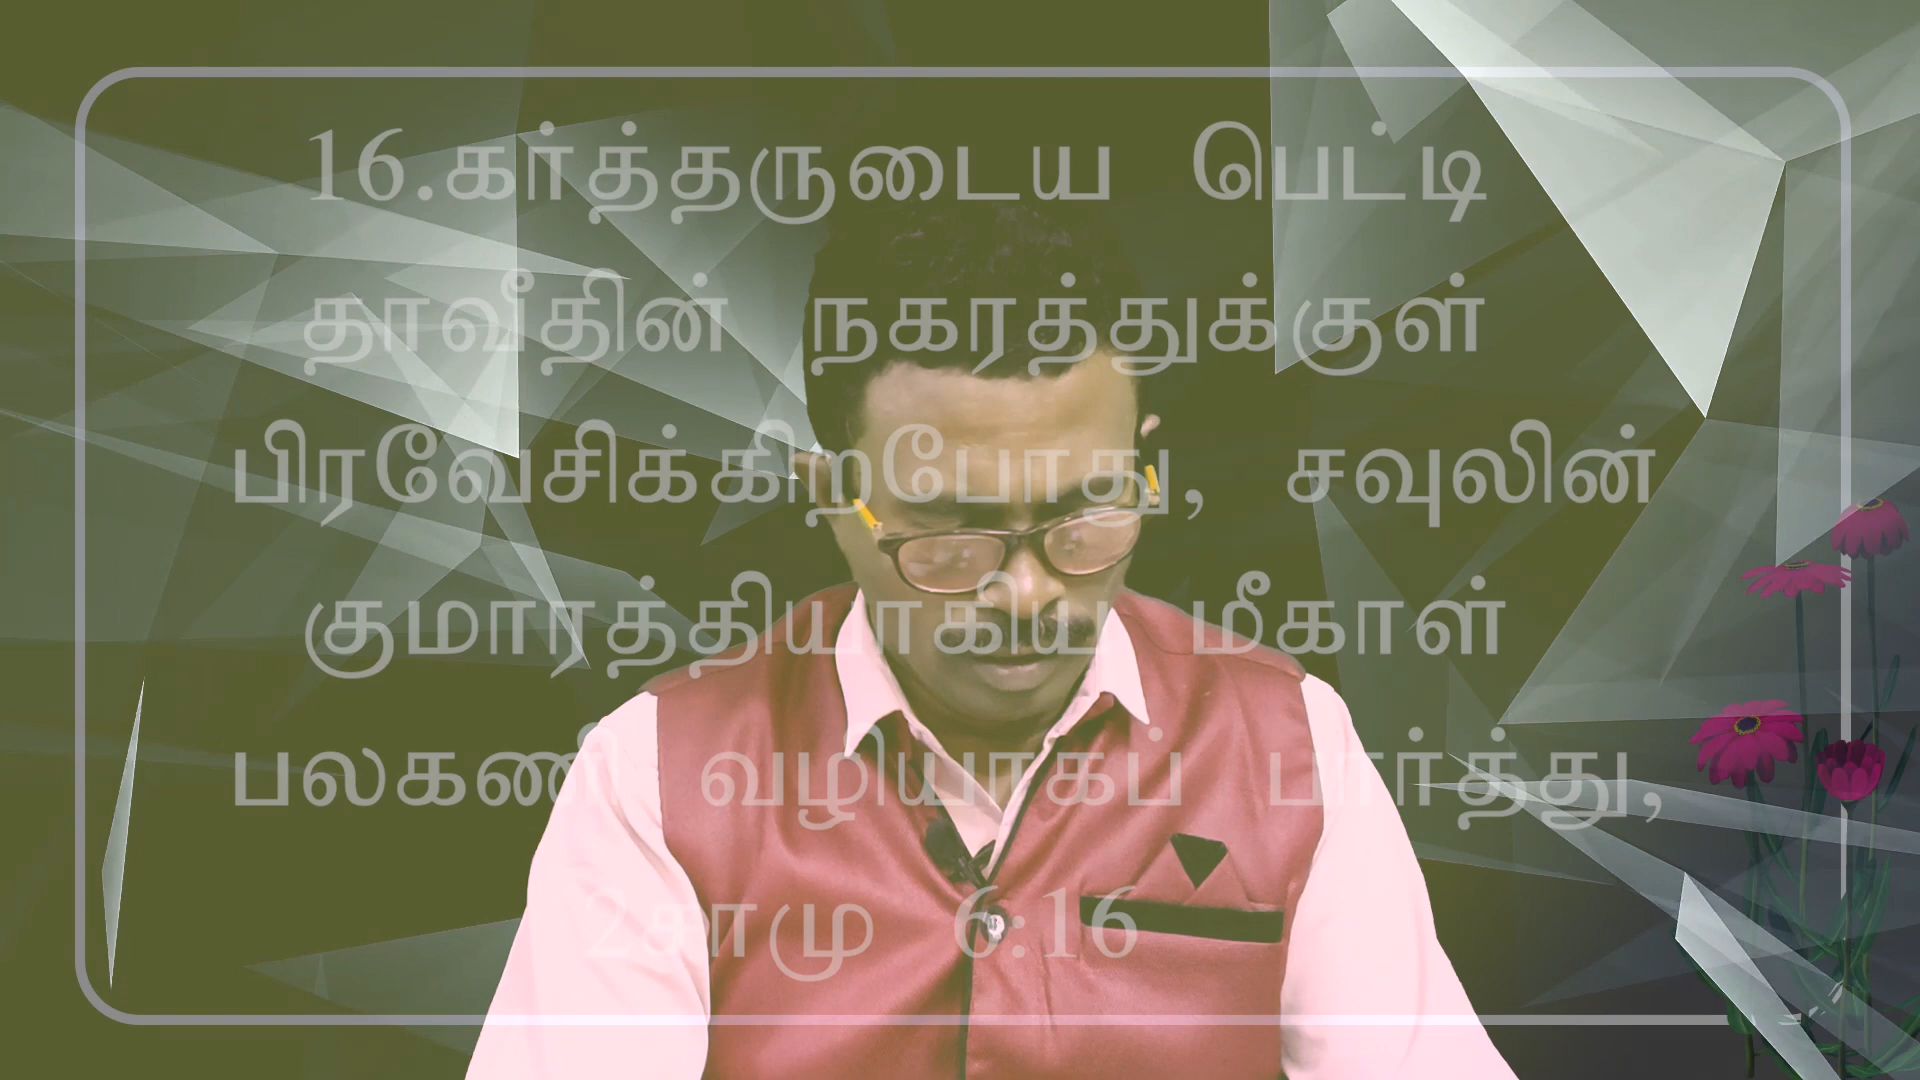 16.கர்த்தருடைய பெட்டி
தாவீதின் நகரத்துக்குள்
பிரவேசிக்கிறபோது, சவுலின்
குமாரத்தியாகிய மீகாள்
பலகணி வழியாகப் பார்த்து,
2சாமு 6:16